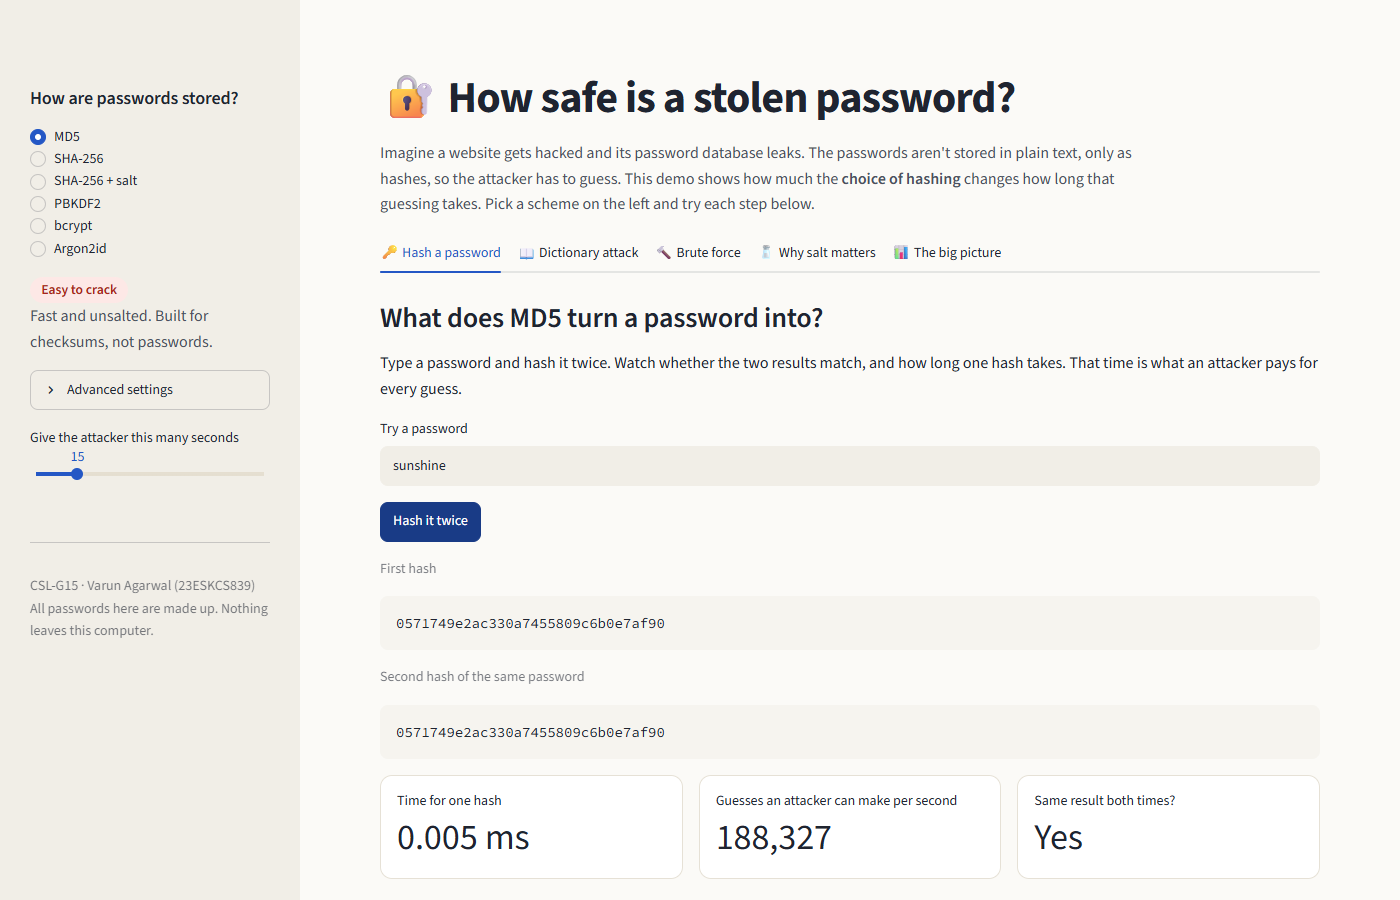 How are passwords stored?
MD5
SHA-256
SHA-256 + salt
PBKDF2
bcrypt
Argon2id
Easy to crack
Fast and unsalted. Built for
checksums, not passwords.
Advanced settings
Give the attacker this many seconds
15
CSL-G15 · Varun Agarwal (23ESKCS839)
All passwords here are made up. Nothing
leaves this computer.
How safe is a stolen password?
Imagine a website gets hacked and its password database leaks. The passwords aren't stored in plain text, only as
hashes, so the attacker has to guess. This demo shows how much the choice of hashing changes how long that
guessing takes. Pick a scheme on the left and try each step below.
Hash a password
Dictionary attack
Brute force
Why salt matters
The big picture
What does MD5 turn a password into?
Type a password and hash it twice. Watch whether the two results match, and how long one hash takes. That time is what an attacker pays for
every guess.
Try a password
sunshine
Hash it twice
First hash
0571749e2ac330a7455809c6b0e7af90
Second hash of the same password
0571749e2ac330a7455809c6b0e7af90
Time for one hash
0.005 ms
Guesses an attacker can make per second
188,327
Same result both times?
Yes